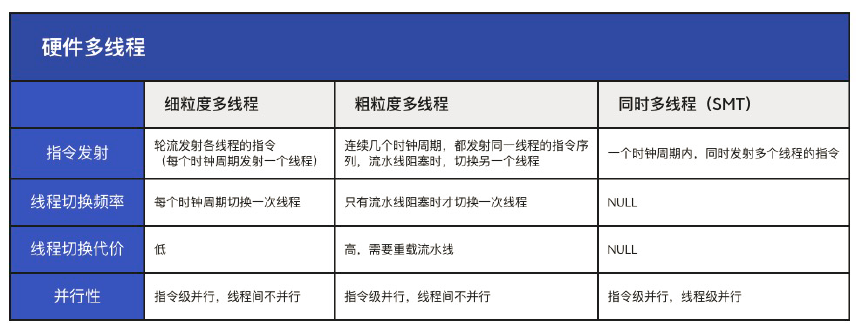 硬件多线程
细粒度多线程
粗粒度多线程
同时多线程（SMT）
指令发射
轮流发射各线程的指令
（每个时钟周期发射一个线程）
连续几个时钟周期，都发射同一线程的指令序
列，流水线阻塞时，切换另一个线程
一个时钟周期内，同时发射多个线程的指令
线程切换频率
每个时钟周期切换一次线程
只有流水线阻塞时才切换一次线程
NULL
线程切换代价
低
高，需要重载流水线
NULL
并行性
指令级并行，线程间不并行
指令级并行，线程间不并行
指令级并行，线程级并行